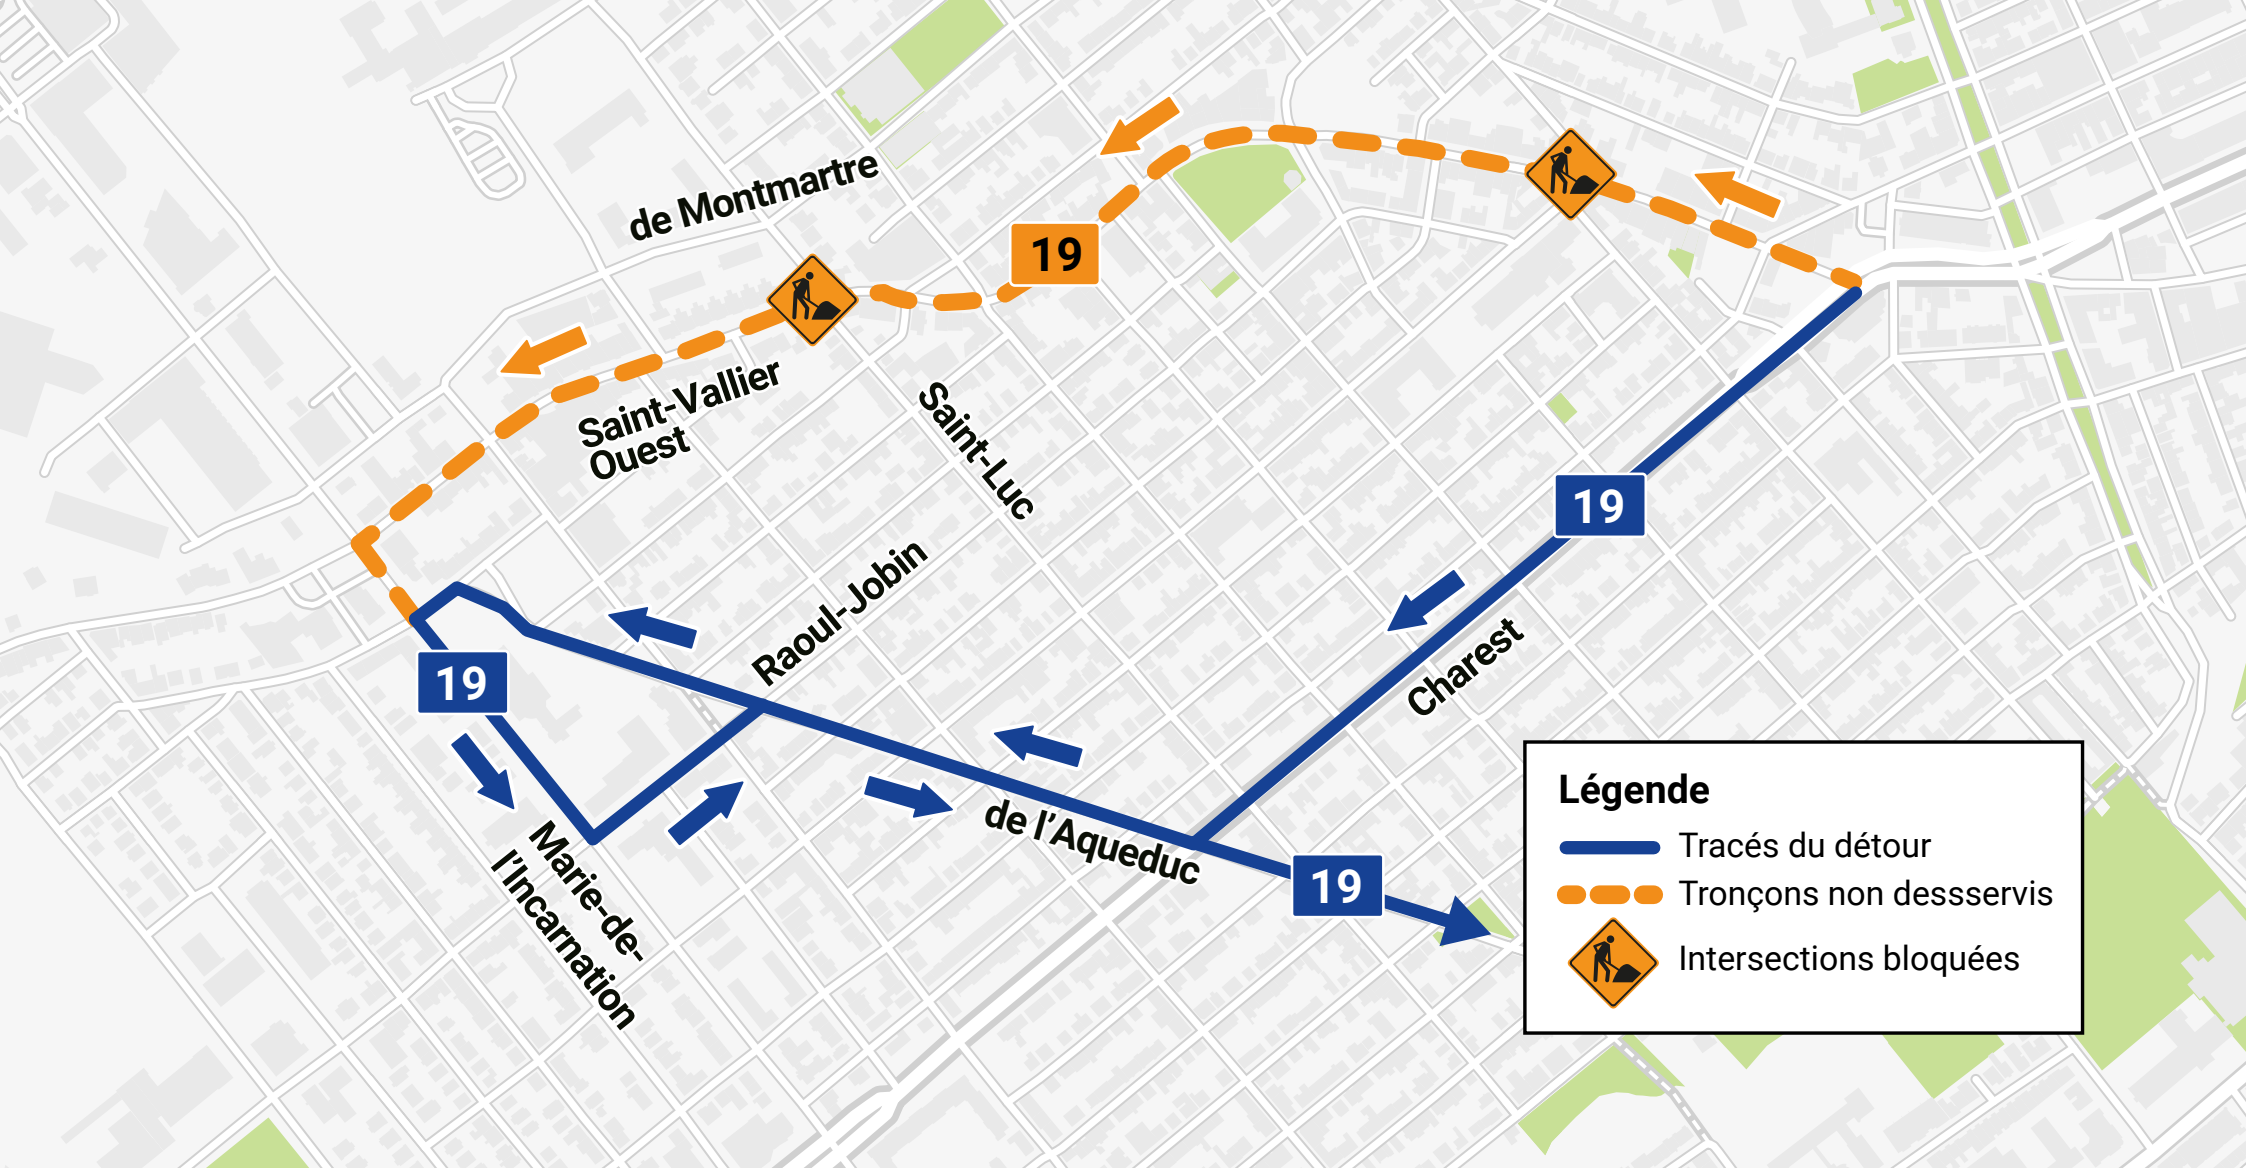 de Montmartre
19
Saint-Vallier
Ouest
Saint-Luc
19
Raoul-Jobin
Charest
19
de l’Aqueduc
19
Marie-de-
l’Incarnation
Légende
Tracés du détour
Tronçons non dessservis
Intersections bloquées